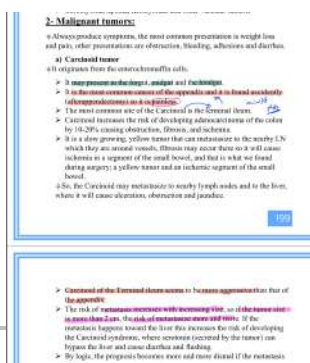 2- Malignant tumors:
Always produce symptoms, the most common presentation is weight loss
and pain, other presentations are obstruction, bleeding, adhesions and diarrhea.
a) Carcinoid tumor
It originates from the enterochromaffin cells.
It may present in the foregut, midgut and the hindgut.
It is the most common cancer of the appendix and it is found accidently
(after appendectomy) as it is painless.
The most common site of the Carcinoid is the terminal ileum.
Carcinoid increases the risk of developing adenocarcinoma of the colon
by 10-20% causing obstruction, fibrosis, and ischemia.
It is a slow growing, yellow tumor that can metastasize to the nearby LN
which they are around vessels, fibrosis may occur there so it will cause
ischemia in a segment of the small bowel, and that is what we found
during surgery; a yellow tumor and an ischemic segment of the small
bowel.
So, the Carcinoid may metastasize to nearby lymph nodes and to the liver,
where it will cause ulceration, obstruction and jaundice.
199
Carcinoid of the Terminal ileum seems to be more aggressive than that of
the appendix
The risk of metastasis increases with increasing size, so if the tumor size
is more than 2 cm, the risk of metastasize more and more. If the
metastasis happens toward the liver this increases the risk of developing
the Carcinoid syndrome, where serotonin (secreted by the tumor) can
bypass the liver and cause diarrhea and flushing.
By logic, the prognosis becomes more and more dismal if the metastasis